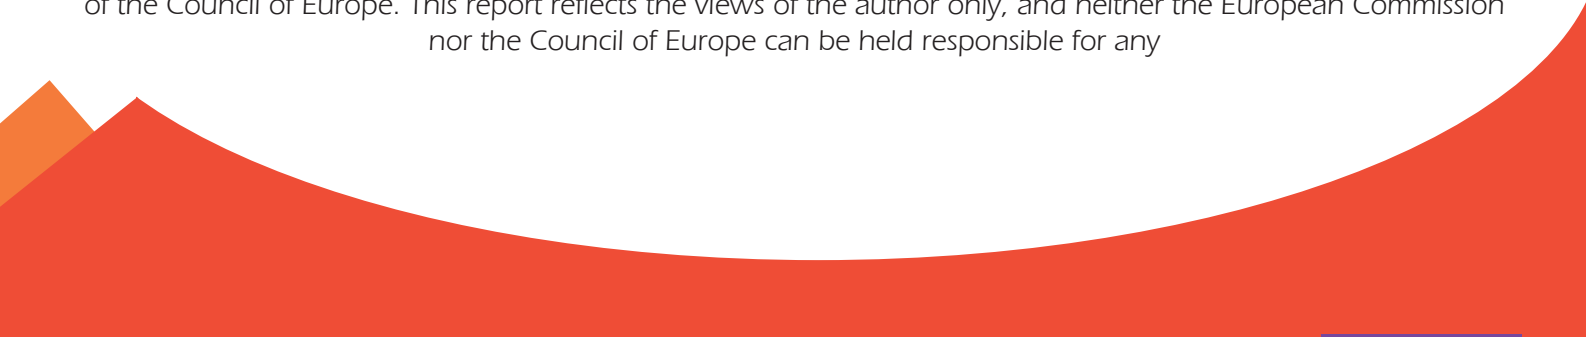 of the Council of Europe. This report reflects the views of the author only, and neither the European Commission
nor the Council of Europe can be held responsible for any